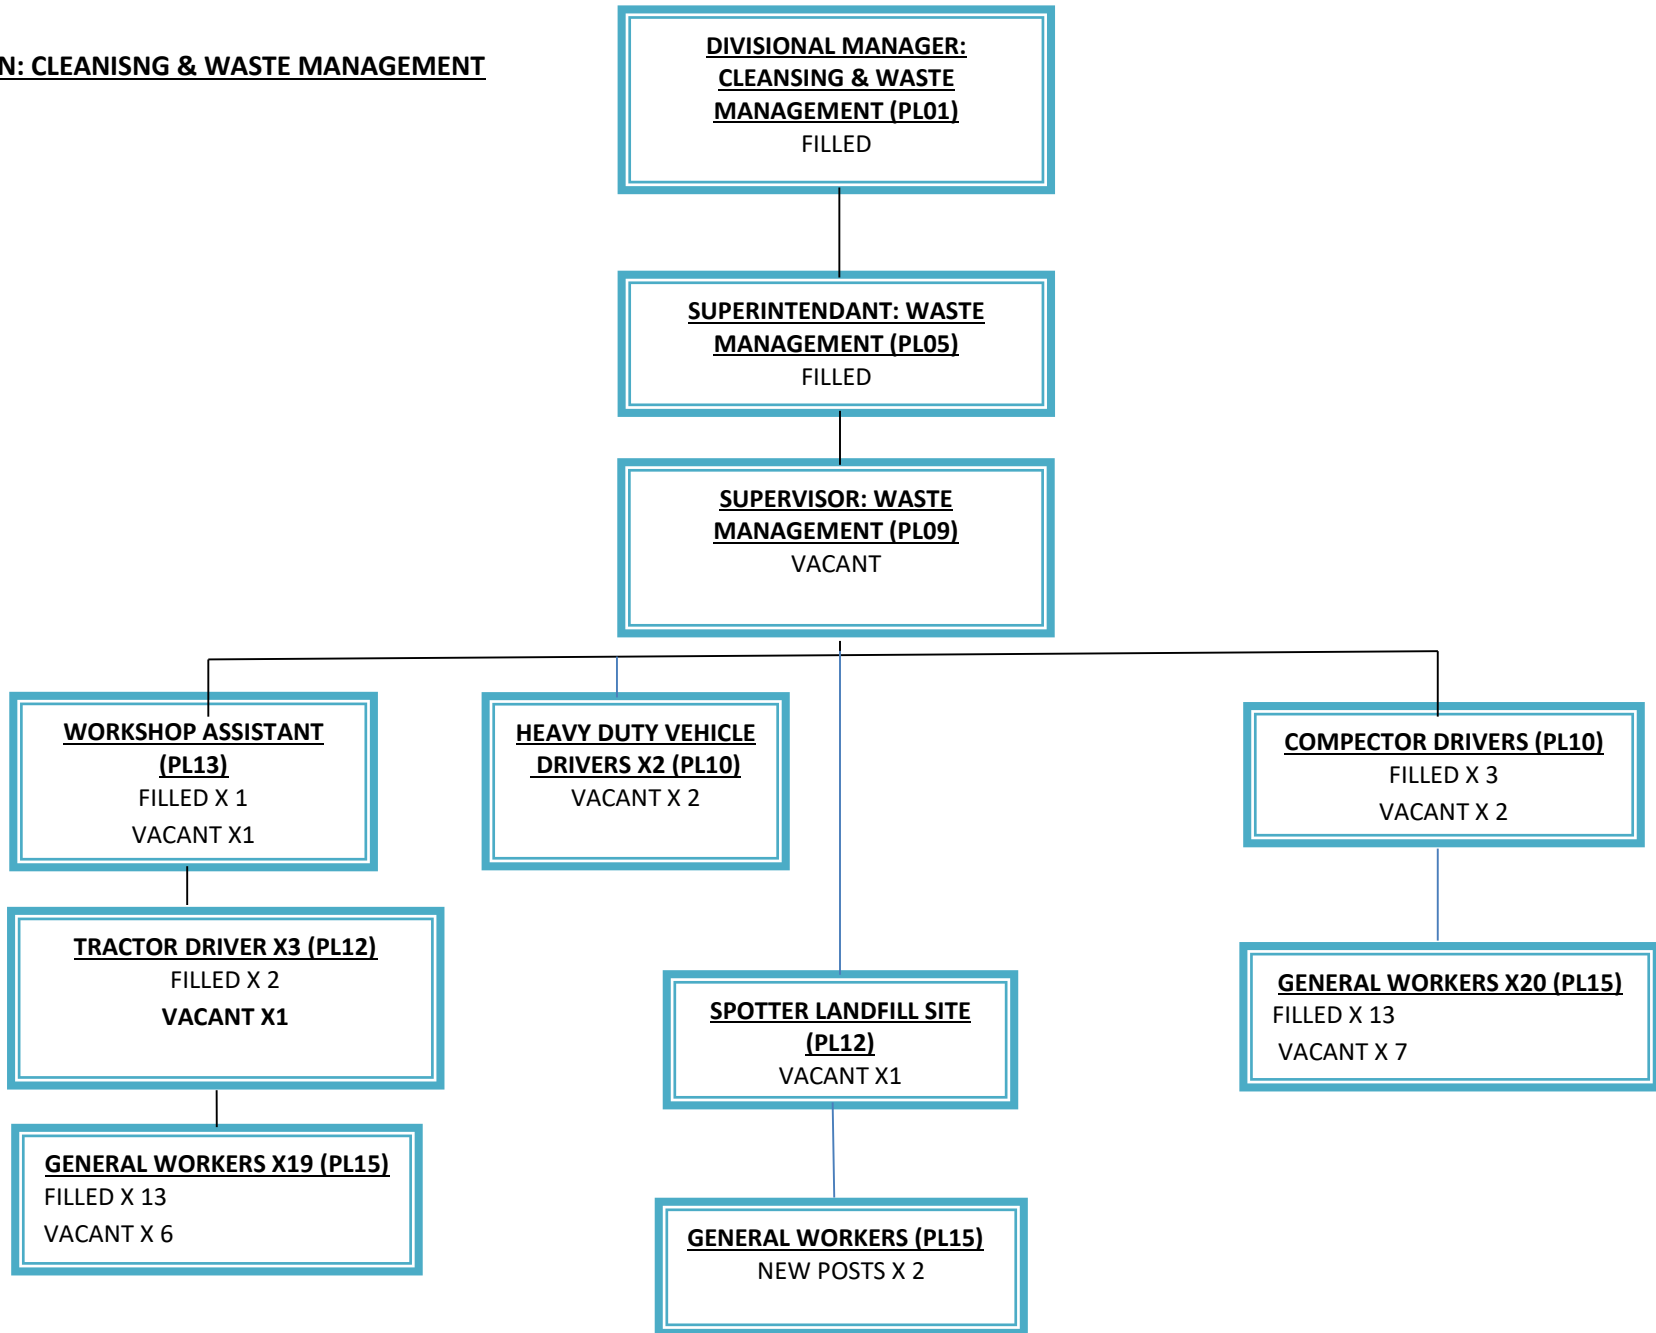 N: CLEANISNG & WASTE MANAGEMENT
DIVISIONAL MANAGER:
CLEANSING & WASTE
MANAGEMENT (PL01)
FILLED
SUPERINTENDANT: WASTE
MANAGEMENT (PL05)
FILLED
SUPERVISOR: WASTE
MANAGEMENT (PL09)
VACANT
WORKSHOP ASSISTANT
(PL13)
FILLED X 1
VACANT X1
HEAVY DUTY VEHICLE
DRIVERS X2 (PL10)
VACANT X 2
COMPECTOR DRIVERS (PL10)
FILLED X 3
VACANT X 2
TRACTOR DRIVER X3 (PL12)
FILLED X 2
VACANT X1
SPOTTER LANDFILL SITE
(PL12)
VACANT X1
GENERAL WORKERS X20 (PL15)
FILLED X 13
VACANT X 7
GENERAL WORKERS X19 (PL15)
FILLED X 13
VACANT X 6
GENERAL WORKERS (PL15)
NEW POSTS X 2